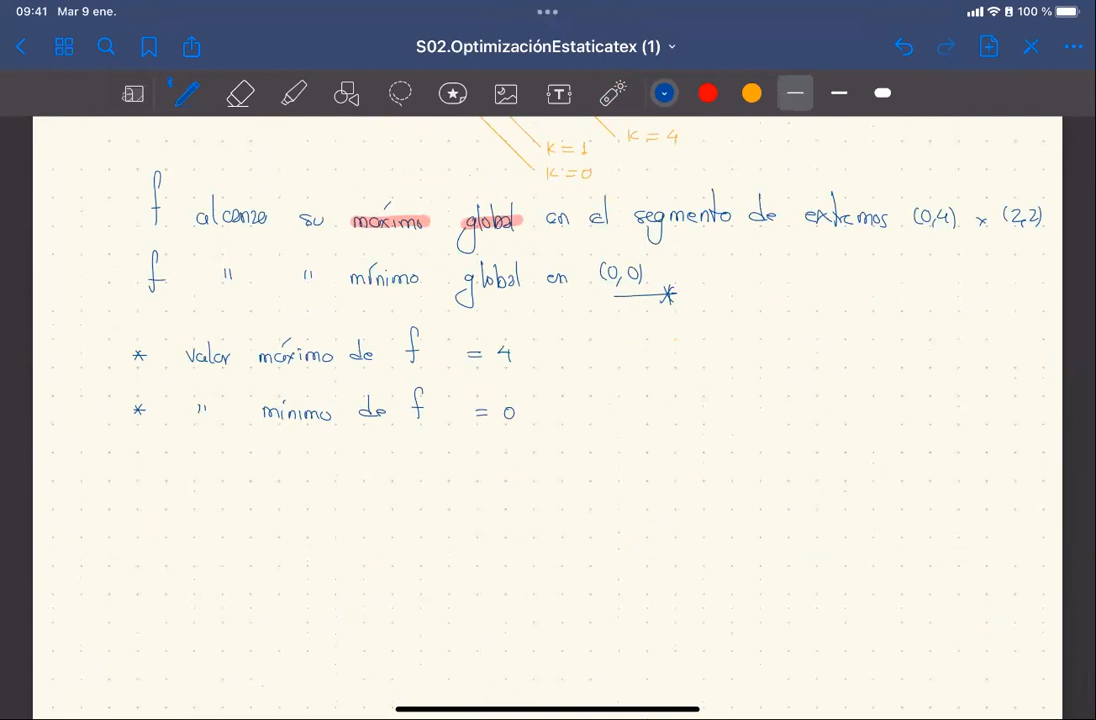 09:41 Mar 9 ene. 100 %
S02.OptimizaciónEstaticatex (1)
K = 4
K = 1
K = 0
f alcanza su máximo global en el segmento de extremos (0,4) × (2,2)
f " " mínimo global en (0,0)
* valor máximo de f = 4
* " mínimo de f = 0